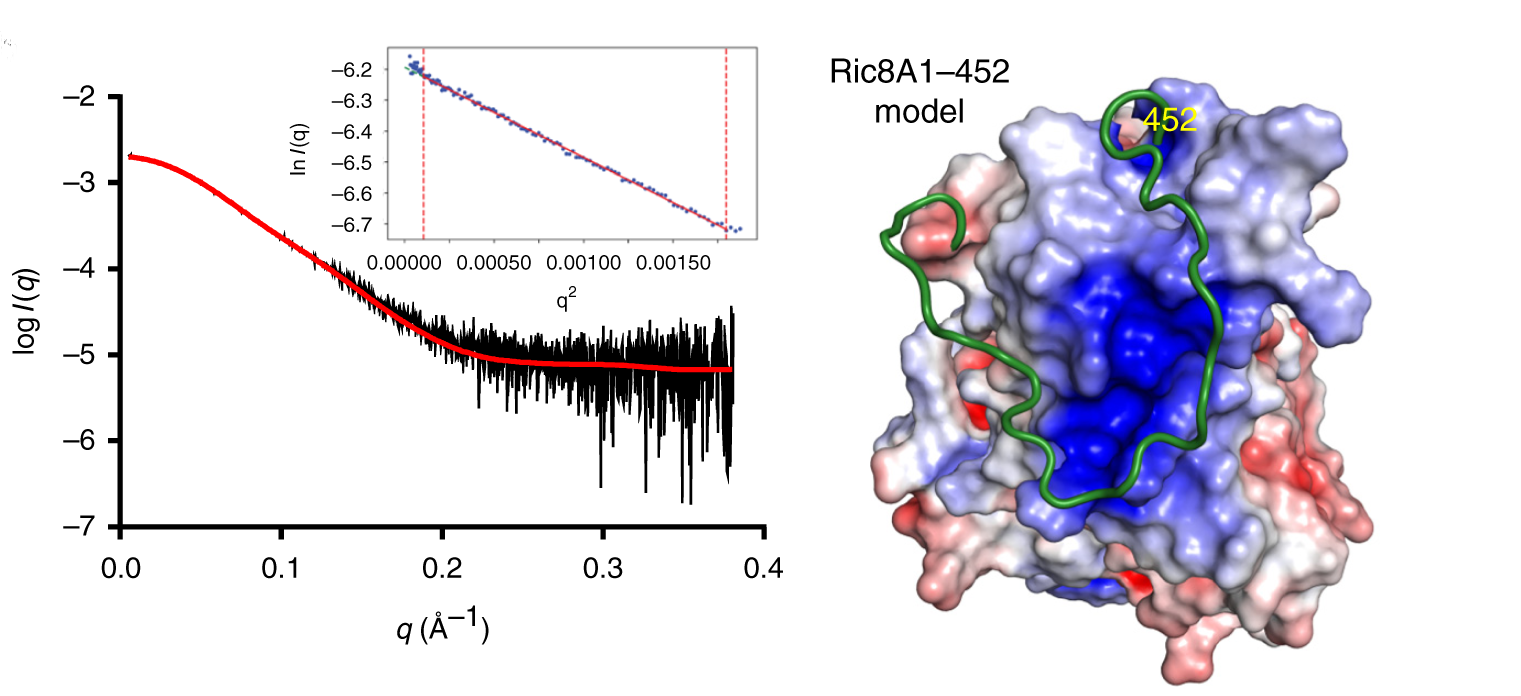 –2
–3
–4
–5
–6
–7
log I(q)
0.0
0.1
0.2
0.3
0.4
q (Å–1)
–6.2
–6.3
–6.4
–6.5
–6.6
–6.7
ln I(q)
0.00000 0.00050 0.00100 0.00150
q2
Ric8A1–452
model
452